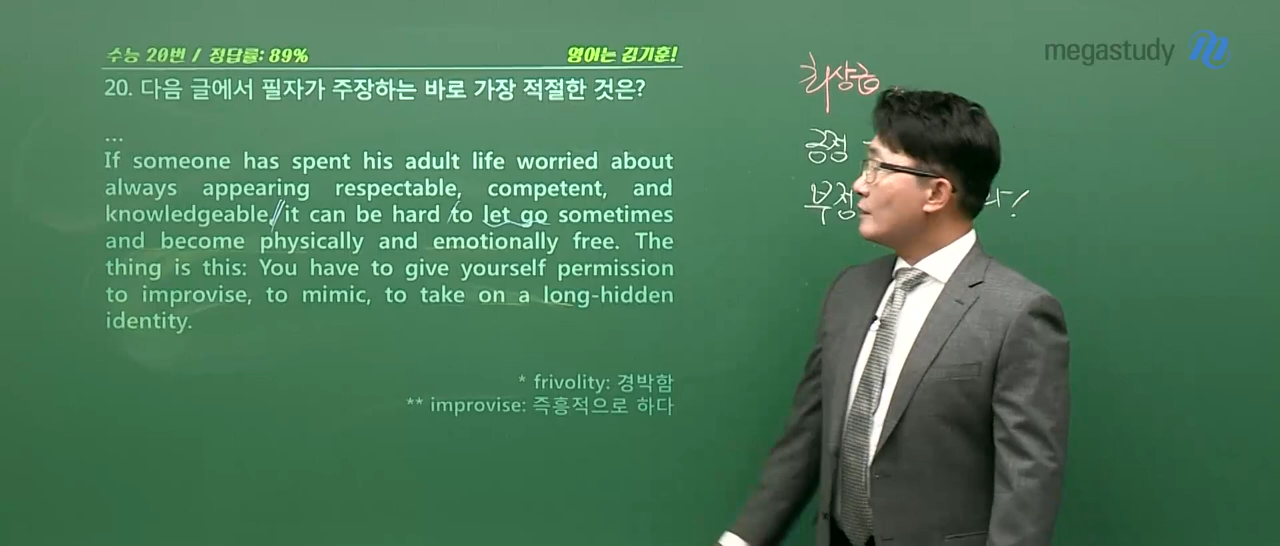 수능 20번 / 정답률: 89%
영어는 김기훈!
megastudy
20. 다음 글에서 필자가 주장하는 바로 가장 적절한 것은?
...
If someone has spent his adult life worried about
always appearing respectable, competent, and
knowledgeable, it can be hard to let go sometimes
and become physically and emotionally free. The
thing is this: You have to give yourself permission
to improvise, to mimic, to take on a long-hidden
identity.
* frivolity: 경박함
** improvise: 즉흥적으로 하다
최상급
긍정
부정